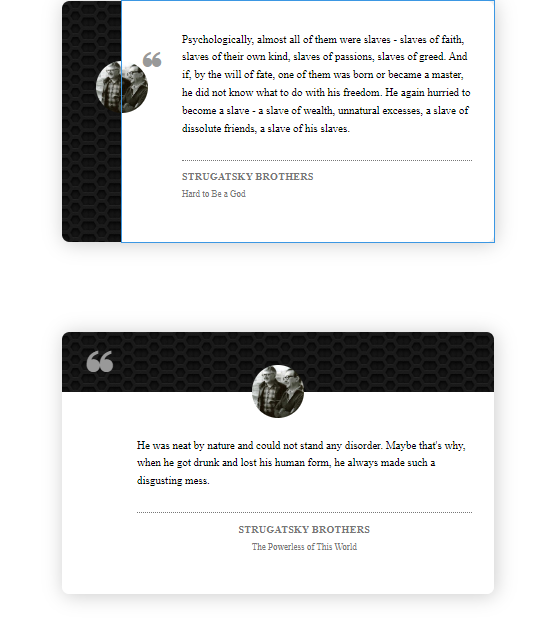 ❝
Psychologically, almost all of them were slaves - slaves of faith,
slaves of their own kind, slaves of passions, slaves of greed. And
if, by the will of fate, one of them was born or became a master,
he did not know what to do with his freedom. He again hurried to
become a slave - a slave of wealth, unnatural excesses, a slave of
dissolute friends, a slave of his slaves.
STRUGATSKY BROTHERS
Hard to Be a God
❝
He was neat by nature and could not stand any disorder. Maybe that's why,
when he got drunk and lost his human form, he always made such a
disgusting mess.
STRUGATSKY BROTHERS
The Powerless of This World